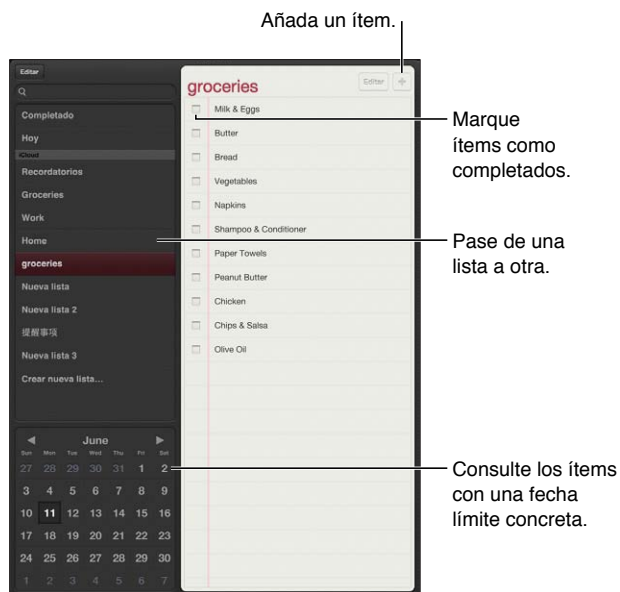 Añada un ítem.
Editar
groceries
Editar
Completado
Hoy
iCloud
Recordatorios
Groceries
Work
Home
groceries
Nueva lista
Nueva lista 2
提醒事项
Nueva lista 3
Crear nueva lista...
Milk & Eggs
Butter
Bread
Vegetables
Napkins
Shampoo & Conditioner
Paper Towels
Peanut Butter
Chicken
Chips & Salsa
Olive Oil
Marque
ítems como
completados.
Pase de una
lista a otra.
June
Sun Mon Tue Wed Thu Fri Sat
27 28 29 30 31 1 2
3 4 5 6 7 8 9
10 11 12 13 14 15 16
17 18 19 20 21 22 23
24 25 26 27 28 29 30
1 2 3 4 5 6 7
Consulte los ítems
con una fecha
límite concreta.